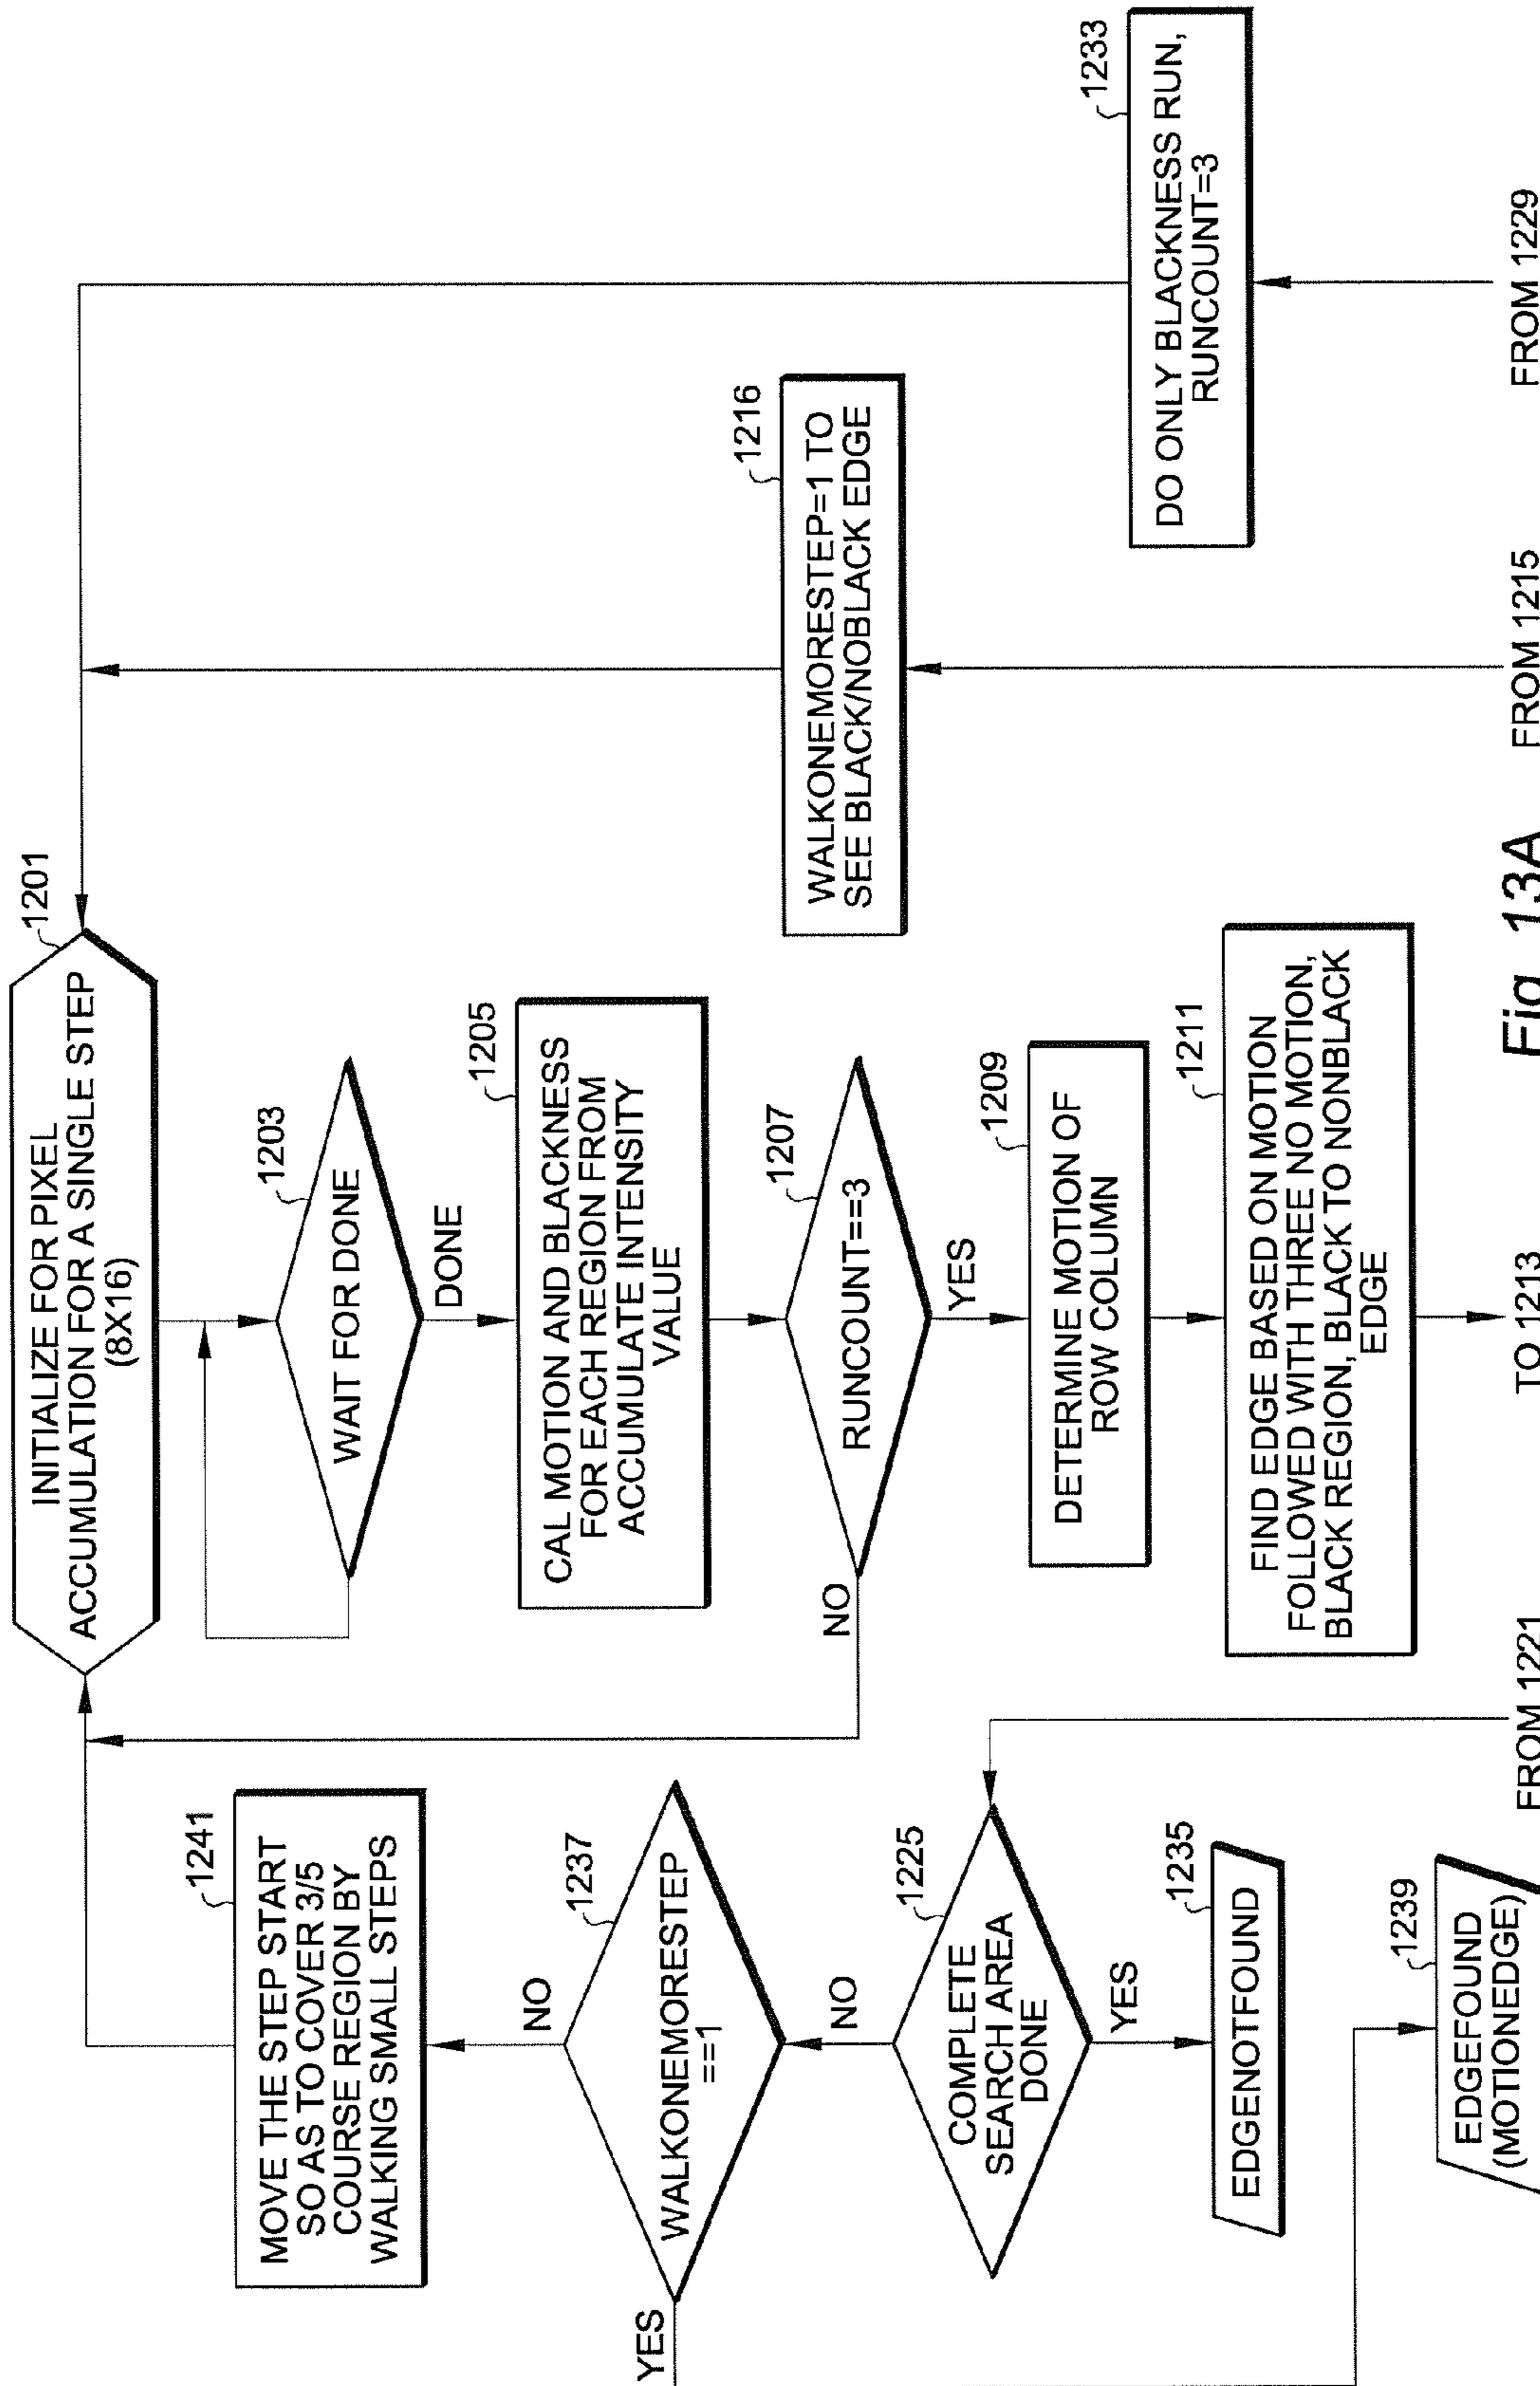 1201
INITIALIZE FOR PIXEL
ACCUMULATION FOR A SINGLE STEP
(8X16)
1203
WAIT FOR DONE
DONE
1205
CAL MOTION AND BLACKNESS
FOR EACH REGION FROM
ACCUMULATE INTENSITY
VALUE
1207
RUNCOUNT==3
NO
YES
1209
DETERMINE MOTION OF
ROW COLUMN
1211
FIND EDGE BASED ON MOTION
FOLLOWED WITH THREE NO MOTION,
BLACK REGION, BLACK TO NONBLACK
EDGE
TO 1213
1241
MOVE THE STEP START
SO AS TO COVER 3/5
COURSE REGION BY
WALKING SMALL STEPS
NO
1237
WALKONEMORESTEP
==1
YES
NO
1225
COMPLETE
SEARCH AREA
DONE
YES
1235
EDGENOTFOUND
1239
EDGEFOUND
(MOTIONEDGE)
FROM 1221
1216
WALKONEMORESTEP=1 TO
SEE BLACK/NOBLACK EDGE
FROM 1215
1233
DO ONLY BLACKNESS RUN,
RUNCOUNT=3
FROM 1229
Fig 13A